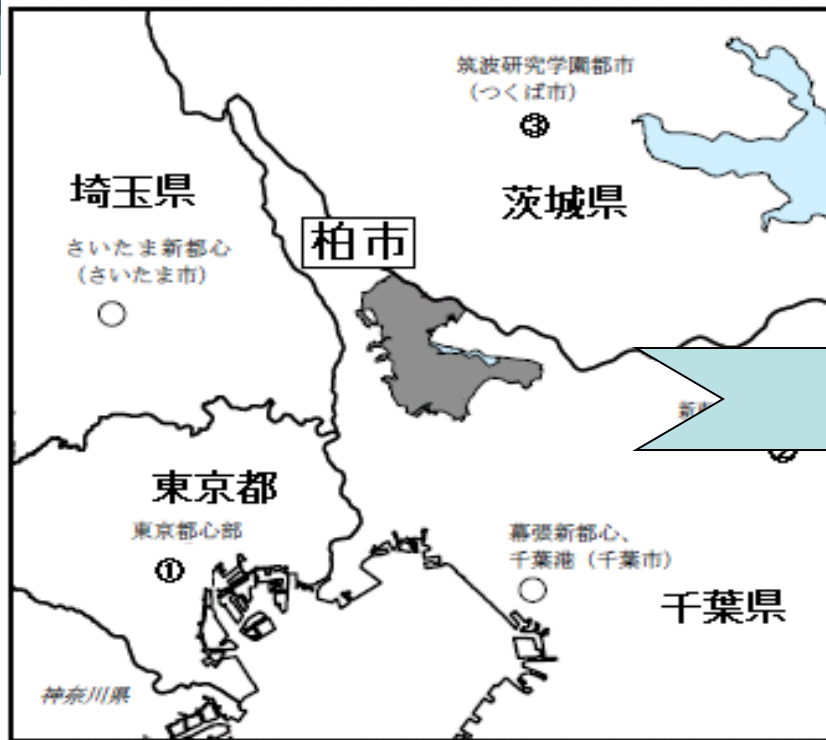 筑波研究学園都市
（つくば市）
③
埼玉県
茨城県
柏市
さいたま新都心
（さいたま市）
新
東京都
東京都心部
①
幕張新都心、
千葉港（千葉市）
千葉県
神奈川県